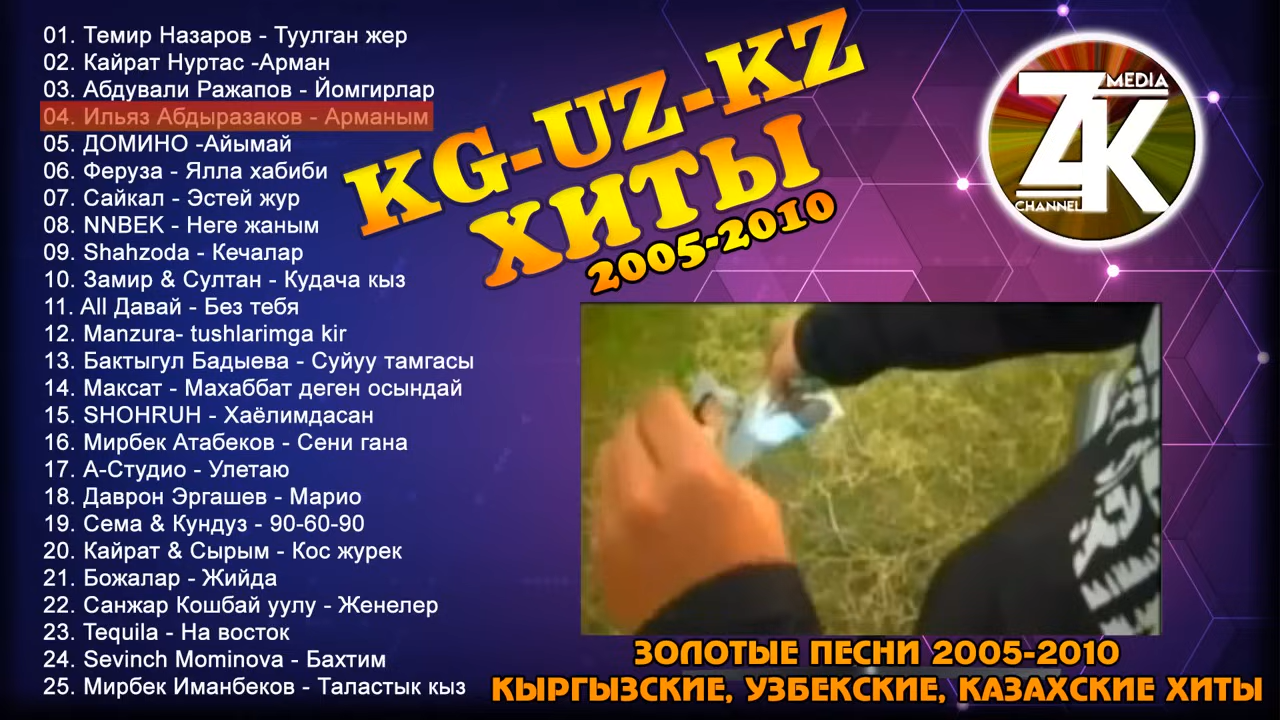 01. Темир Назаров - Туулган жер
02. Кайрат Нуртас -Арман
03. Абдували Ражапов - Йомгирлар
04. Ильяз Абдыразаков - Арманым
05. ДОМИНО -Айымай
06. Феруза - Ялла хабиби
07. Сайкал - Эстей жур
08. NNBEK - Неге жаным
09. Shahzoda - Кечалар
10. Замир & Султан - Кудача кыз
11. All Давай - Без тебя
12. Manzura- tushlarimga kir
13. Бактыгул Бадыева - Суйуу тамгасы
14. Максат - Махаббат деген осындай
15. SHOHRUH - Хаёлимдасан
16. Мирбек Атабеков - Сени гана
17. А-Студио - Улетаю
18. Даврон Эргашев - Марио
19. Сема & Кундуз - 90-60-90
20. Кайрат & Сырым - Кос журек
21. Божалар - Жийда
22. Санжар Кошбай уулу - Женелер
23. Tequila - На восток
24. Sevinch Mominova - Бахтим
25. Мирбек Иманбеков - Таластык кыз
KG-UZ-KZ
ХИТЫ
2005-2010
ZK
MEDIA
CHANNEL
ЗОЛОТЫЕ ПЕСНИ 2005-2010
КЫРГЫЗСКИЕ, УЗБЕКСКИЕ, КАЗАХСКИЕ ХИТЫ